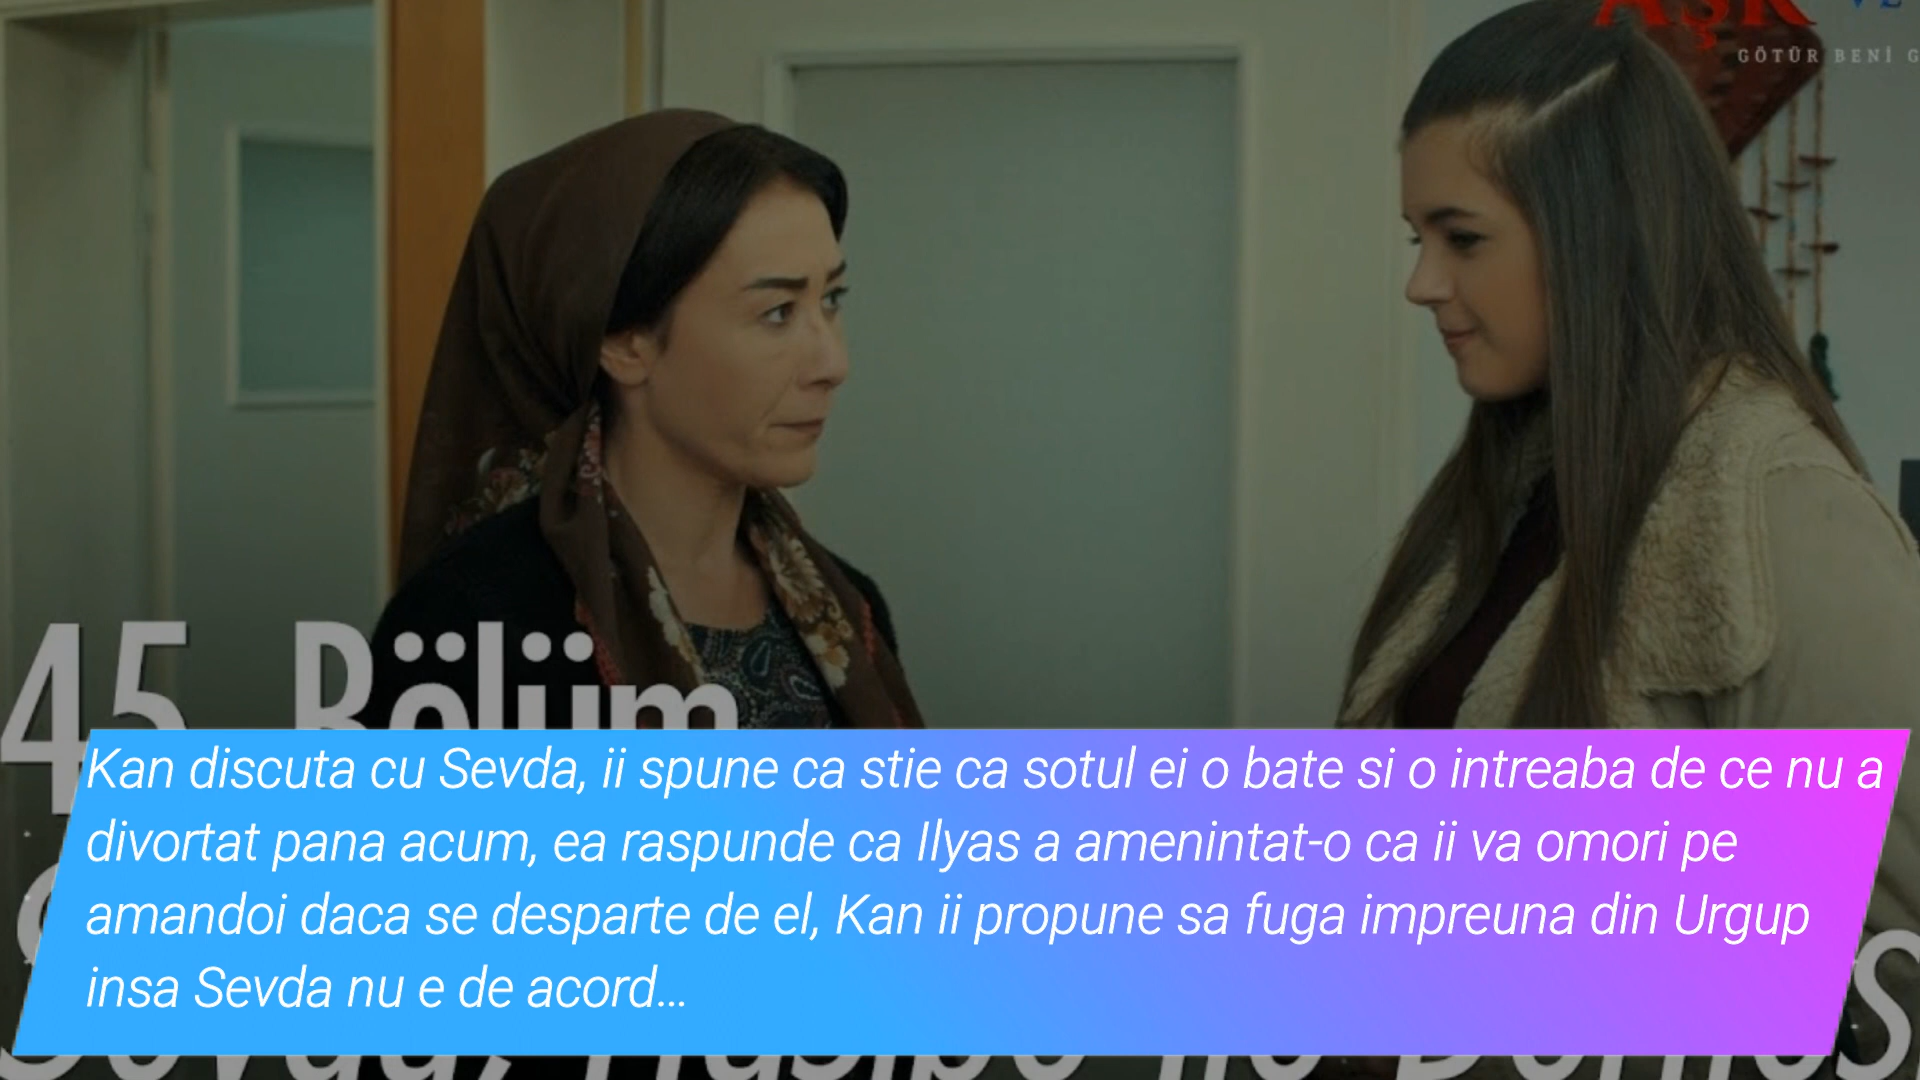 AŞK VE
GÖTÜR BENİ G
45. Bölüm
Kan discuta cu Sevda, ii spune ca stie ca sotul ei o bate si o intreaba de ce nu a
divortat pana acum, ea raspunde ca Ilyas a amenintat-o ca ii va omori pe
amandoi daca se desparte de el, Kan ii propune sa fuga impreuna din Urgup
insa Sevda nu e de acord...